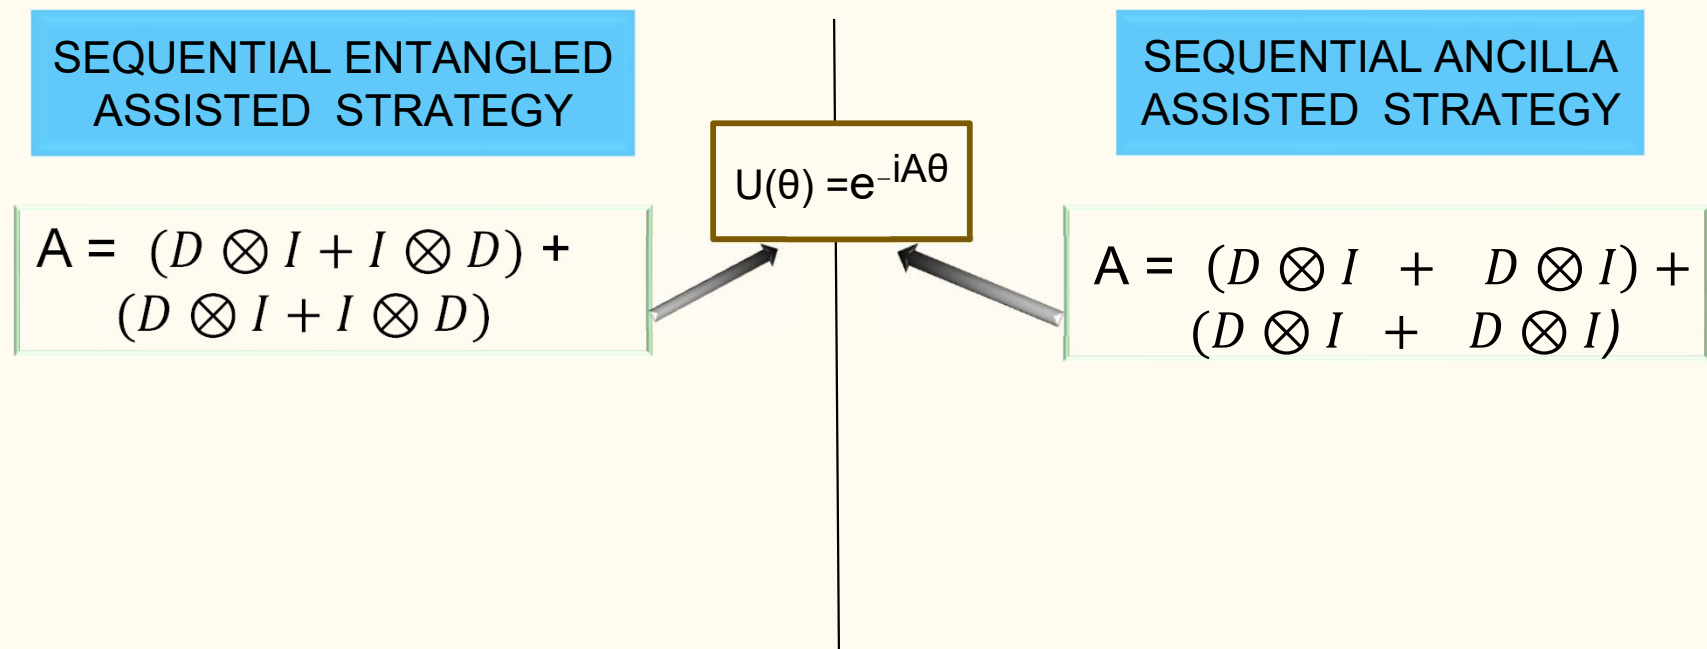 SEQUENTIAL ENTANGLED
ASSISTED STRATEGY
A = (D ⊗ I + I ⊗ D) +
(D ⊗ I + I ⊗ D)
U(θ) =e⁻iAθ
SEQUENTIAL ANCILLA
ASSISTED STRATEGY
A = (D ⊗ I + D ⊗ I) +
(D ⊗ I + D ⊗ I)